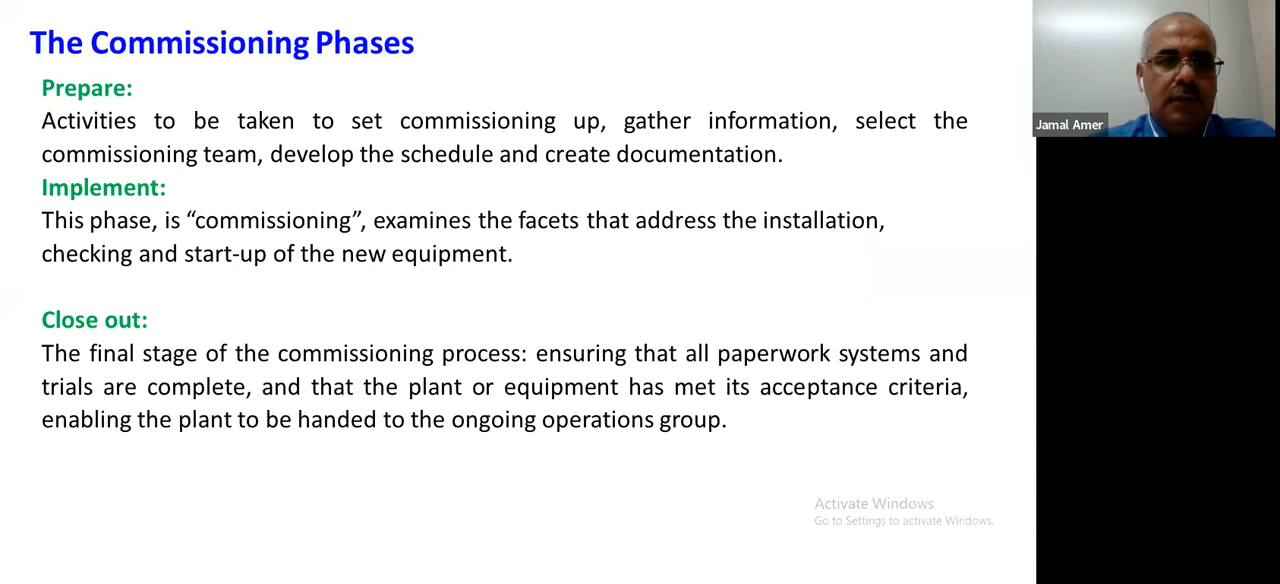 The Commissioning Phases
Prepare:
Activities to be taken to set commissioning up, gather information, select the
commissioning team, develop the schedule and create documentation.
Implement:
This phase, is “commissioning”, examines the facets that address the installation,
checking and start-up of the new equipment.
Close out:
The final stage of the commissioning process: ensuring that all paperwork systems and
trials are complete, and that the plant or equipment has met its acceptance criteria,
enabling the plant to be handed to the ongoing operations group.
Activate Windows
Go to Settings to activate Windows.
Jamal Amer